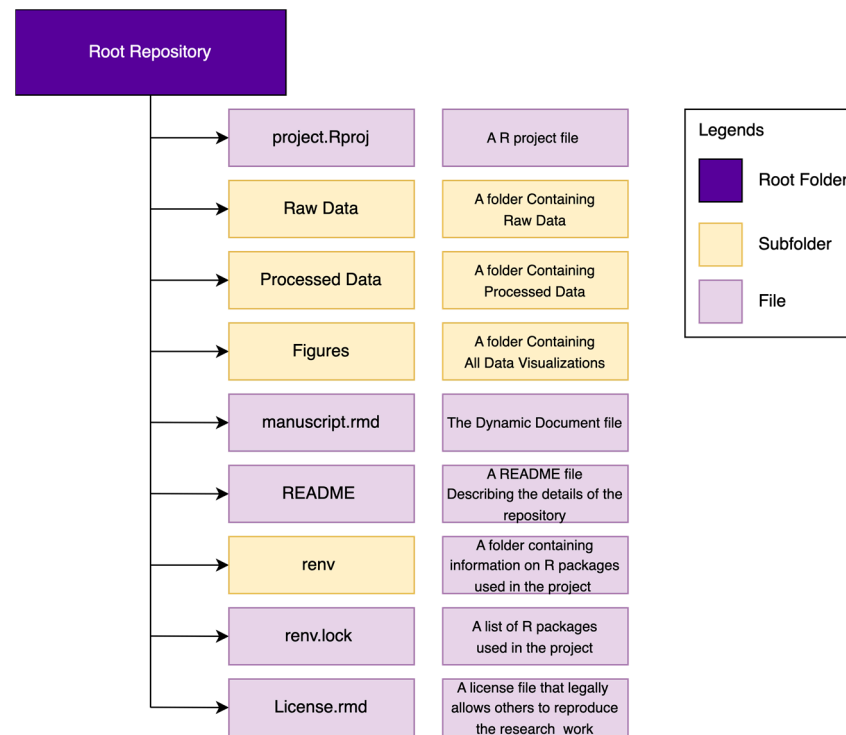 Root Repository
project.Rproj
A R project file
Legends
Root Folder
Raw Data
A folder Containing
Raw Data
Subfolder
Processed Data
A folder Containing
Processed Data
File
Figures
A folder Containing
All Data Visualizations
manuscript.rmd
The Dynamic Document file
README
A README file
Describing the details of the
repository
renv
A folder containing
information on R packages
used in the project
renv.lock
A list of R packages
used in the project
License.rmd
A license file that legally
allows others to reproduce
the research work